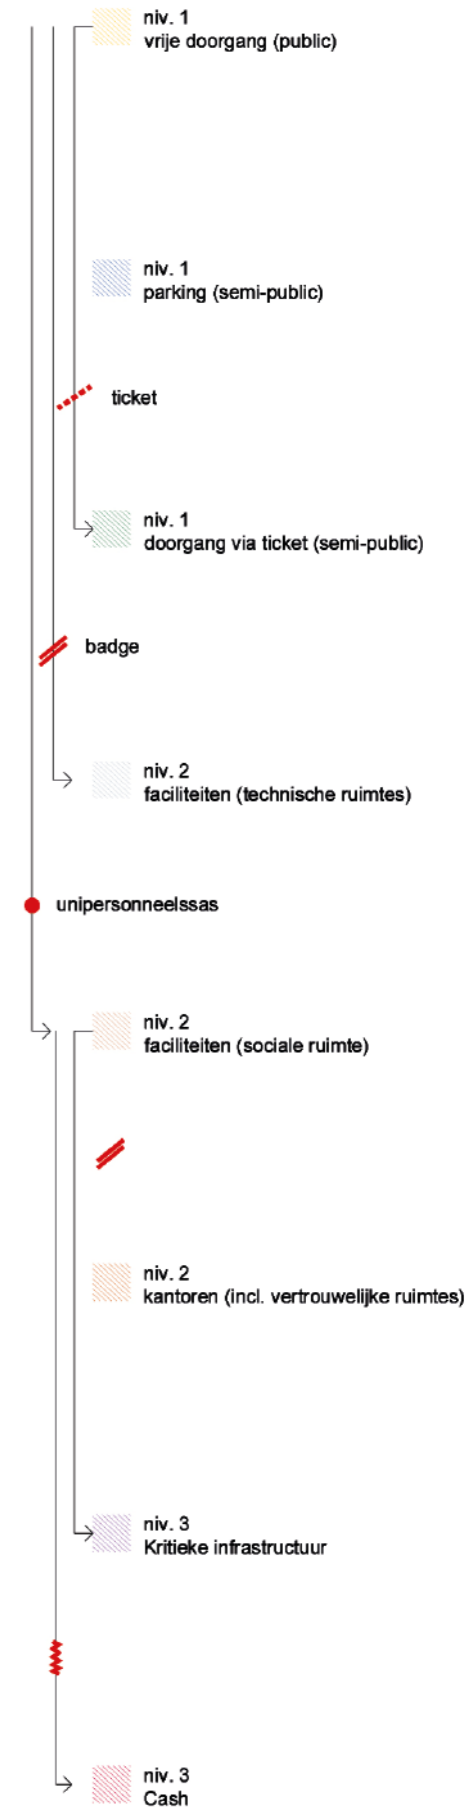 niv. 1
vrije doorgang (public)
niv. 1
parking (semi-public)
ticket
niv. 1
doorgang via ticket (semi-public)
badge
niv. 2
faciliteiten (technische ruimtes)
unipersonneelssas
niv. 2
faciliteiten (sociale ruimte)
niv. 2
kantoren (incl. vertrouwelijke ruimtes)
niv. 3
Kritieke infrastructuur
niv. 3
Cash